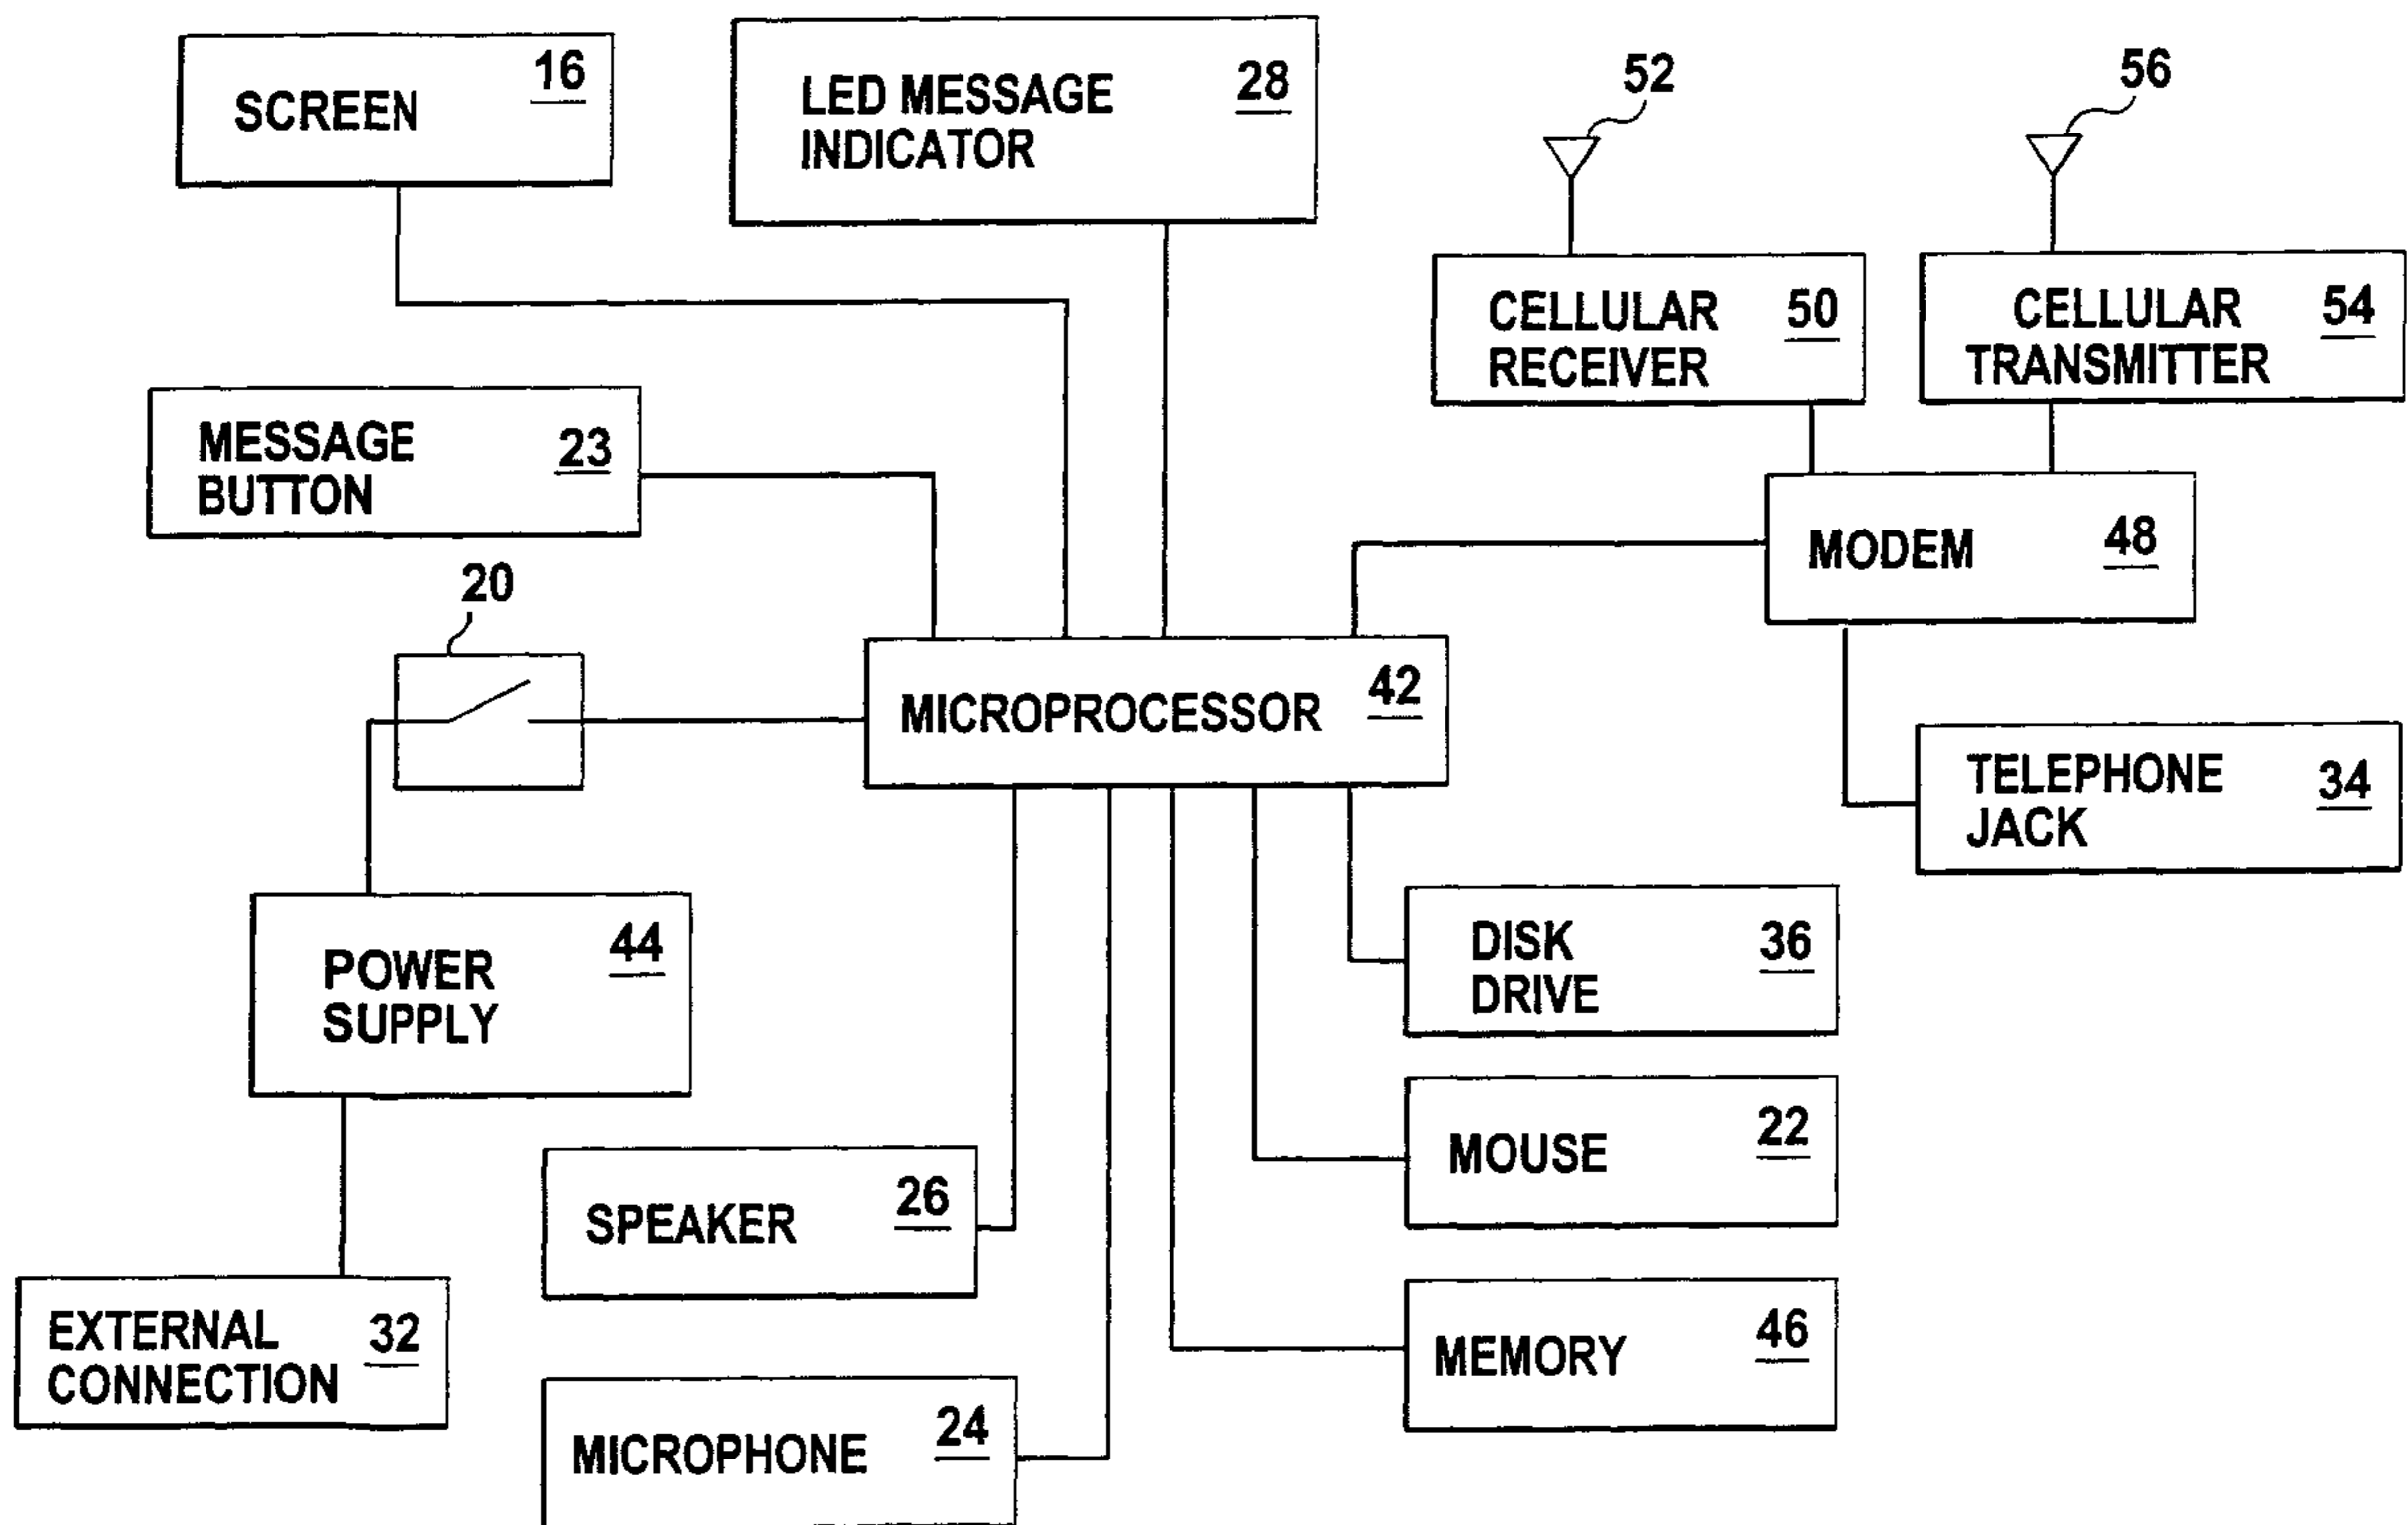 SCREEN 16
LED MESSAGE
INDICATOR 28
52
56
CELLULAR
RECEIVER 50
CELLULAR
TRANSMITTER 54
MESSAGE
BUTTON 23
MODEM 48
20
MICROPROCESSOR 42
TELEPHONE
JACK 34
POWER
SUPPLY 44
DISK
DRIVE 36
MOUSE 22
SPEAKER 26
EXTERNAL
CONNECTION 32
MEMORY 46
MICROPHONE 24